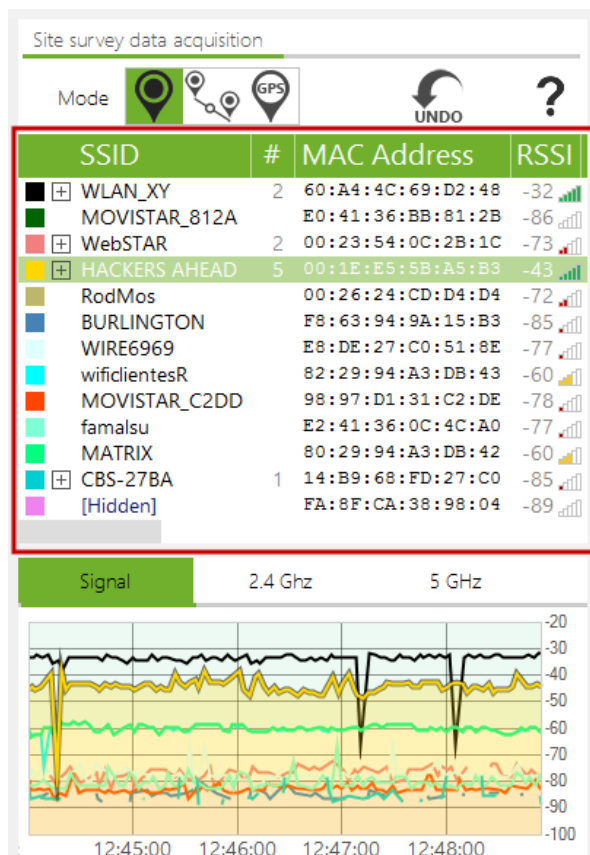 Site survey data acquisition
Mode GPS UNDO ?
SSID # MAC Address RSSI
WLAN_XY 2 60:A4:4C:69:D2:48 -32
MOVISTAR_812A E0:41:36:BB:81:2B -86
WebSTAR 2 00:23:54:0C:2B:1C -73
HACKERS AHEAD 5 00:1E:E5:5B:A5:B3 -43
RodMos 00:26:24:CD:D4:D4 -72
BURLINGTON F8:63:94:9A:15:B3 -85
WIRE6969 E8:DE:27:C0:51:8E -77
wificlientesR 82:29:94:A3:DB:43 -60
MOVISTAR_C2DD 98:97:D1:31:C2:DE -78
famalsu E2:41:36:0C:4C:A0 -77
MATRIX 80:29:94:A3:DB:42 -60
CBS-27BA 1 14:B9:68:FD:27:C0 -85
[Hidden] FA:8F:CA:38:98:04 -89
Signal 2.4 Ghz 5 GHz
-20
-30
-40
-50
-60
-70
-80
-90
-100
12:45:00 12:46:00 12:47:00 12:48:00